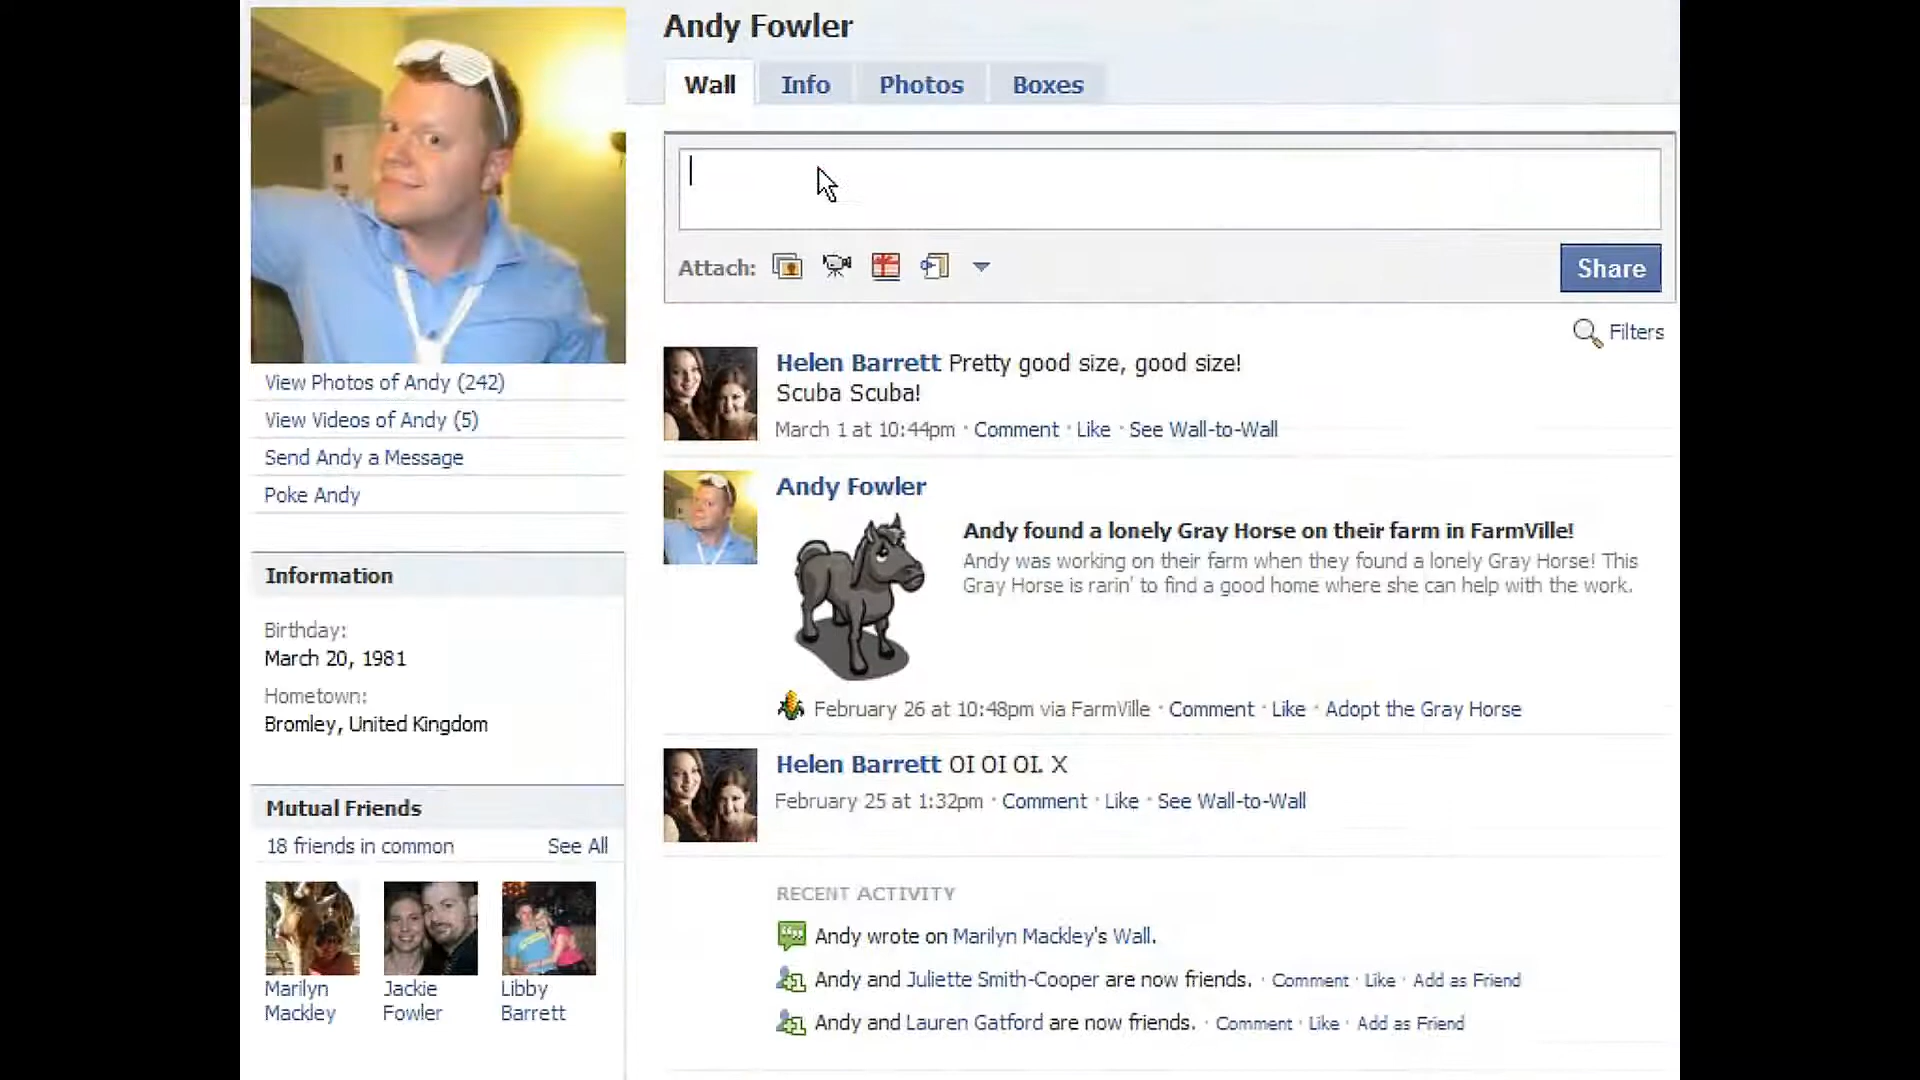 Andy Fowler
Wall
Info
Photos
Boxes
Attach:
Share
Filters
View Photos of Andy (242)
View Videos of Andy (5)
Send Andy a Message
Poke Andy
Information
Birthday:
March 20, 1981
Hometown:
Bromley, United Kingdom
Mutual Friends
18 friends in common
See All
Marilyn
Mackley
Jackie
Fowler
Libby
Barrett
Helen Barrett Pretty good size, good size!
Scuba Scuba!
March 1 at 10:44pm · Comment · Like · See Wall-to-Wall
Andy Fowler
Andy found a lonely Gray Horse on their farm in FarmVille!
Andy was working on their farm when they found a lonely Gray Horse! This
Gray Horse is rarin' to find a good home where she can help with the work.
February 26 at 10:48pm via FarmVille · Comment · Like · Adopt the Gray Horse
Helen Barrett OI OI OI. X
February 25 at 1:32pm · Comment · Like · See Wall-to-Wall
RECENT ACTIVITY
Andy wrote on Marilyn Mackley's Wall.
Andy and Juliette Smith-Cooper are now friends. · Comment · Like · Add as Friend
Andy and Lauren Gatford are now friends. · Comment · Like · Add as Friend